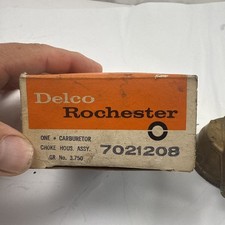 Delco
Rochester
ONE • CARBURETOR
CHOKE HOUS. ASSY. 7021208
GR No. 3.750